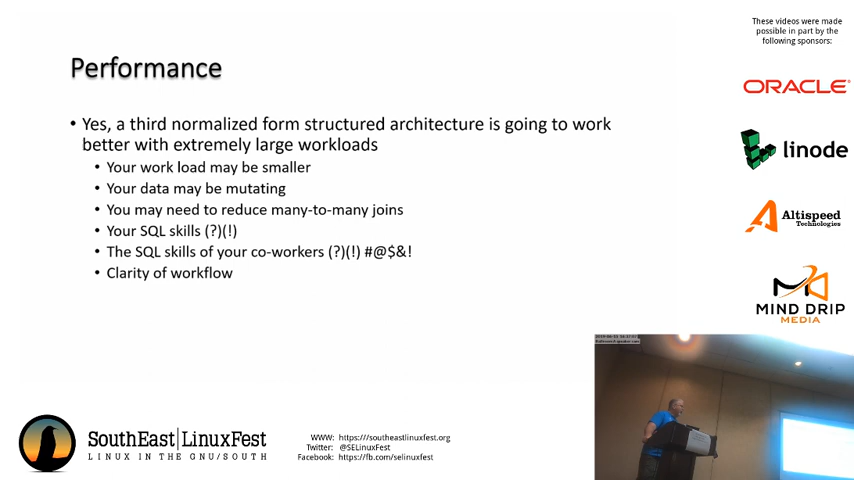 These videos were made
possible in part by the
following sponsors:
Performance
ORACLE
• Yes, a third normalized form structured architecture is going to work
better with extremely large workloads
• Your work load may be smaller
• Your data may be mutating
• You may need to reduce many-to-many joins
• Your SQL skills (?)(!)
• The SQL skills of your co-workers (?)(!) #@$&!
• Clarity of workflow
linode
Altispeed
Technologies
MIND DRIP
MEDIA
SouthEast|LinuxFest
LINUX IN THE GNU/SOUTH
WWW: https://southeastlinuxfest.org
Twitter: @SELinuxFest
Facebook: https://fb.com/selinuxfest